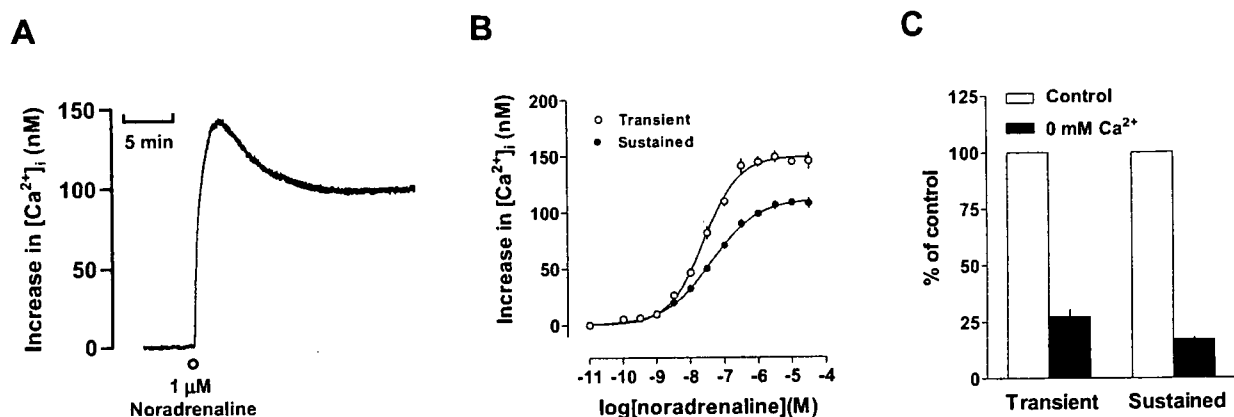 A
Increase in [Ca²⁺]ᵢ (nM)
150
100
50
0
5 min
1 µM
Noradrenaline
B
Increase in [Ca²⁺]ᵢ (nM)
200
150
100
50
0
Transient
Sustained
-11 -10 -9 -8 -7 -6 -5 -4
log[noradrenaline](M)
C
% of control
125
100
75
50
25
0
Control
0 mM Ca²⁺
Transient Sustained